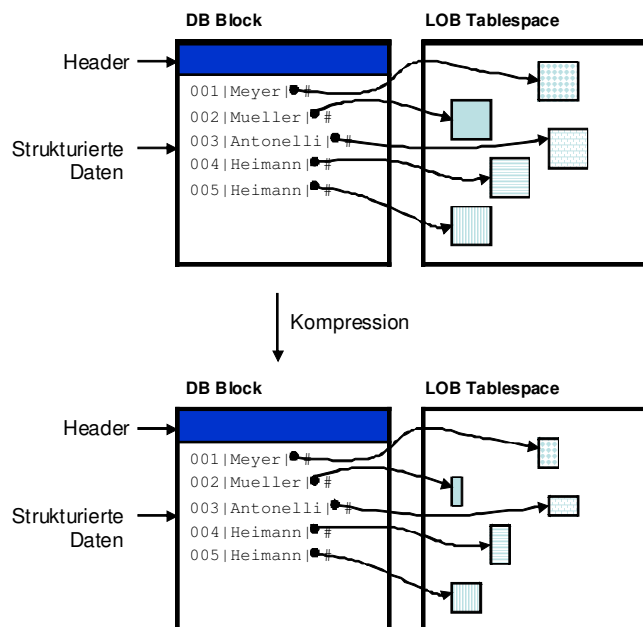 DB Block
LOB Tablespace
Header
001|Meyer| #
002|Mueller| #
003|Antonelli| #
Strukturierte
Daten
004|Heimann| #
005|Heimann| #
Kompression
DB Block
LOB Tablespace
Header
001|Meyer| #
002|Mueller| #
003|Antonelli| #
Strukturierte
Daten
004|Heimann| #
005|Heimann| #